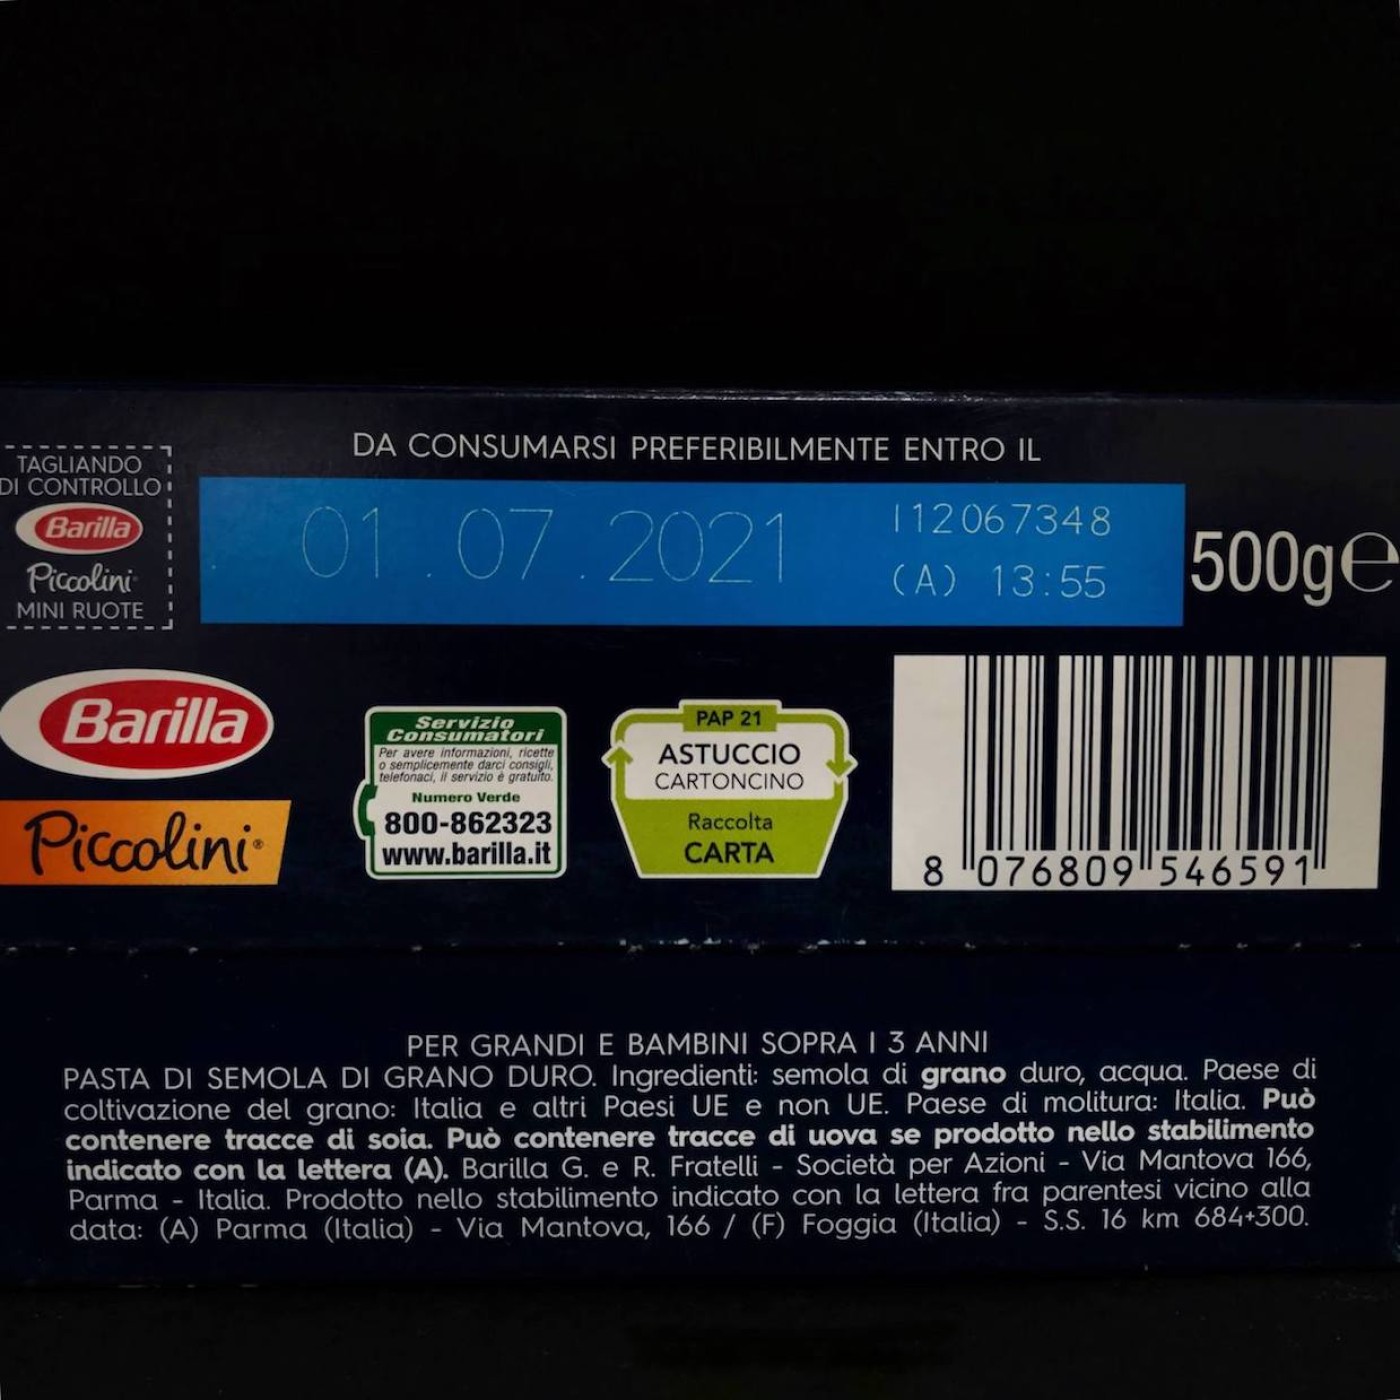 DA CONSUMARSI PREFERIBILMENTE ENTRO IL
TAGLIANDO
DI CONTROLLO
Barilla
Piccolini
MINI RUOTE
01.07.2021
I12067348
(A) 13:55
500g℮
Barilla
Piccolini®
Servizio
Consumatori
Per avere informazioni, ricette
o semplicemente darci consigli,
telefonaci, il servizio è gratuito.
Numero Verde
800-862323
www.barilla.it
PAP 21
ASTUCCIO
CARTONCINO
Raccolta
CARTA
8 076809 546591
PER GRANDI E BAMBINI SOPRA I 3 ANNI
PASTA DI SEMOLA DI GRANO DURO. Ingredienti: semola di grano duro, acqua. Paese di
coltivazione del grano: Italia e altri Paesi UE e non UE. Paese di molitura: Italia. Può
contenere tracce di soia. Può contenere tracce di uova se prodotto nello stabilimento
indicato con la lettera (A). Barilla G. e R. Fratelli - Società per Azioni - Via Mantova 166,
Parma - Italia. Prodotto nello stabilimento indicato con la lettera fra parentesi vicino alla
data: (A) Parma (Italia) - Via Mantova, 166 / (F) Foggia (Italia) - S.S. 16 km 684+300.